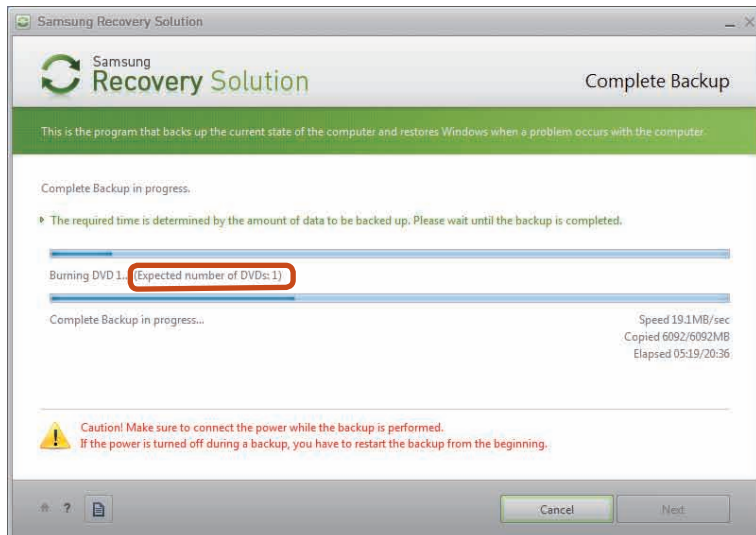 Samsung Recovery Solution
Samsung
Recovery Solution
Complete Backup
This is the program that backs up the current state of the computer and restores Windows when a problem occurs with the computer.
Complete Backup in progress.
The required time is determined by the amount of data to be backed up. Please wait until the backup is completed.
Burning DVD 1... (Expected number of DVDs: 1)
Complete Backup in progress...
Speed 19.1MB/sec
Copied 6092/6092MB
Elapsed 05:19/20:36
Caution! Make sure to connect the power while the backup is performed.
If the power is turned off during a backup, you have to restart the backup from the beginning.
? Cancel Next